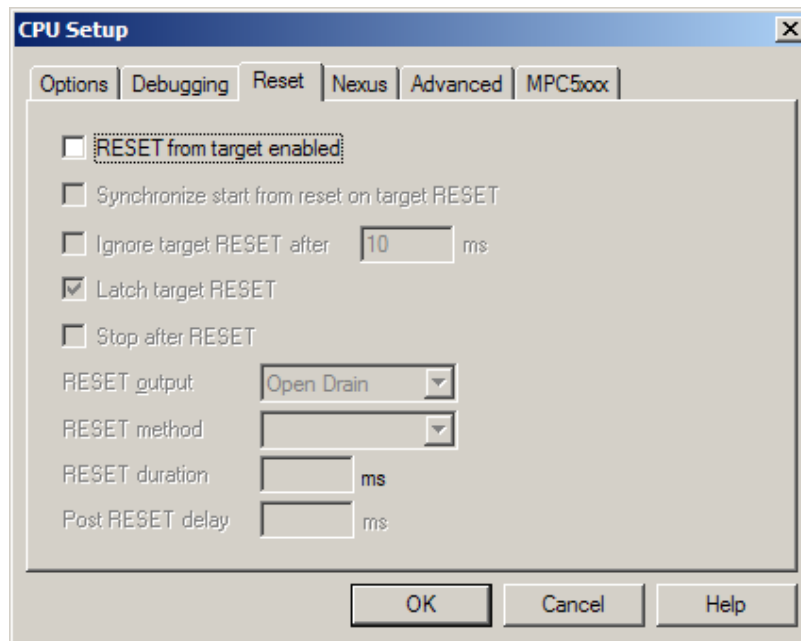 CPU Setup
Options Debugging Reset Nexus Advanced MPC5xxx
RESET from target enabled
Synchronize start from reset on target RESET
Ignore target RESET after 10 ms
Latch target RESET
Stop after RESET
RESET output Open Drain
RESET method
RESET duration ms
Post RESET delay ms
OK Cancel Help